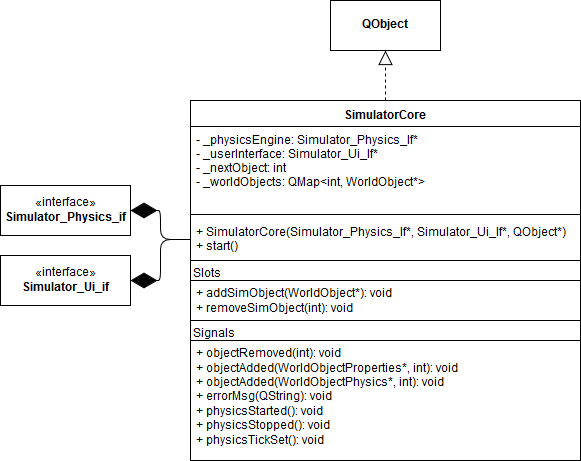 QObject
SimulatorCore
- _physicsEngine: Simulator_Physics_If*
- _userInterface: Simulator_Ui_If*
- _nextObject: int
- _worldObjects: QMap<int, WorldObject*>
«interface»
Simulator_Physics_if
+ SimulatorCore(Simulator_Physics_If*, Simulator_Ui_If*, QObject*)
+ start()
«interface»
Simulator_Ui_if
Slots
+ addSimObject(WorldObject*): void
+ removeSimObject(int): void
Signals
+ objectRemoved(int): void
+ objectAdded(WorldObjectProperties*, int): void
+ objectAdded(WorldObjectPhysics*, int): void
+ errorMsg(QString): void
+ physicsStarted(): void
+ physicsStopped(): void
+ physicsTickSet(): void